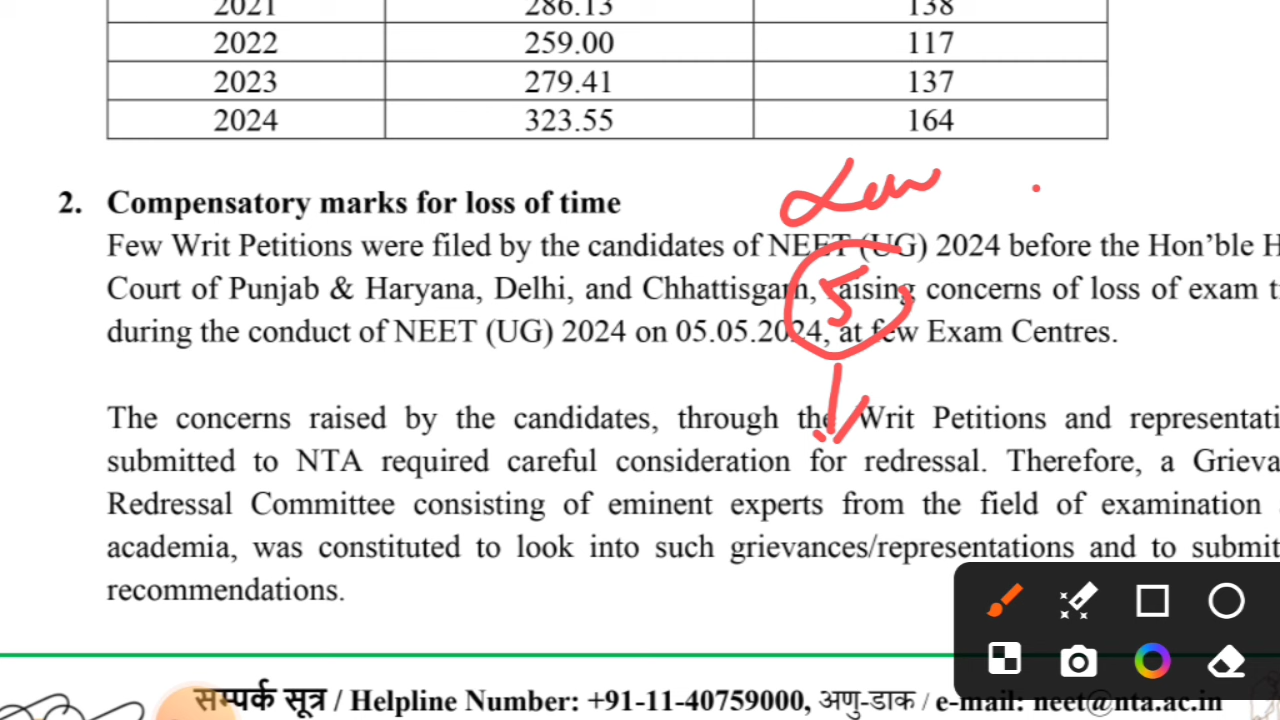 2021 286.13 138
2022 259.00 117
2023 279.41 137
2024 323.55 164
2. Compensatory marks for loss of time
Few Writ Petitions were filed by the candidates of NEET (UG) 2024 before the Hon’ble H
Court of Punjab & Haryana, Delhi, and Chhattisgarh, raising concerns of loss of exam t
5
during the conduct of NEET (UG) 2024 on 05.05.2024, at few Exam Centres.
The concerns raised by the candidates, through the Writ Petitions and representati
submitted to NTA required careful consideration for redressal. Therefore, a Grieva
Redressal Committee consisting of eminent experts from the field of examination
academia, was constituted to look into such grievances/representations and to submit
recommendations.
सम्पर्क सूत्र / Helpline Number: +91-11-40759000, अणु-डाक / e-mail: neet@nta.ac.in